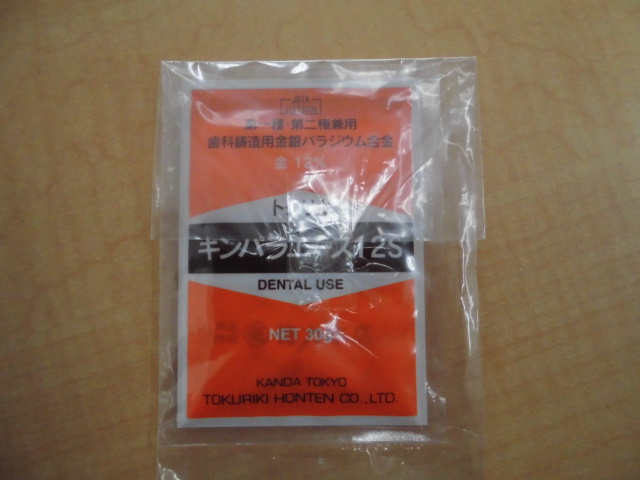 第一種・第二種兼用
歯科鋳造用金銀パラジウム合金
金 12%
キンパラエース12S
DENTAL USE
NET 30g
KANDA TOKYO
TOKURIKI HONTEN CO.,LTD.